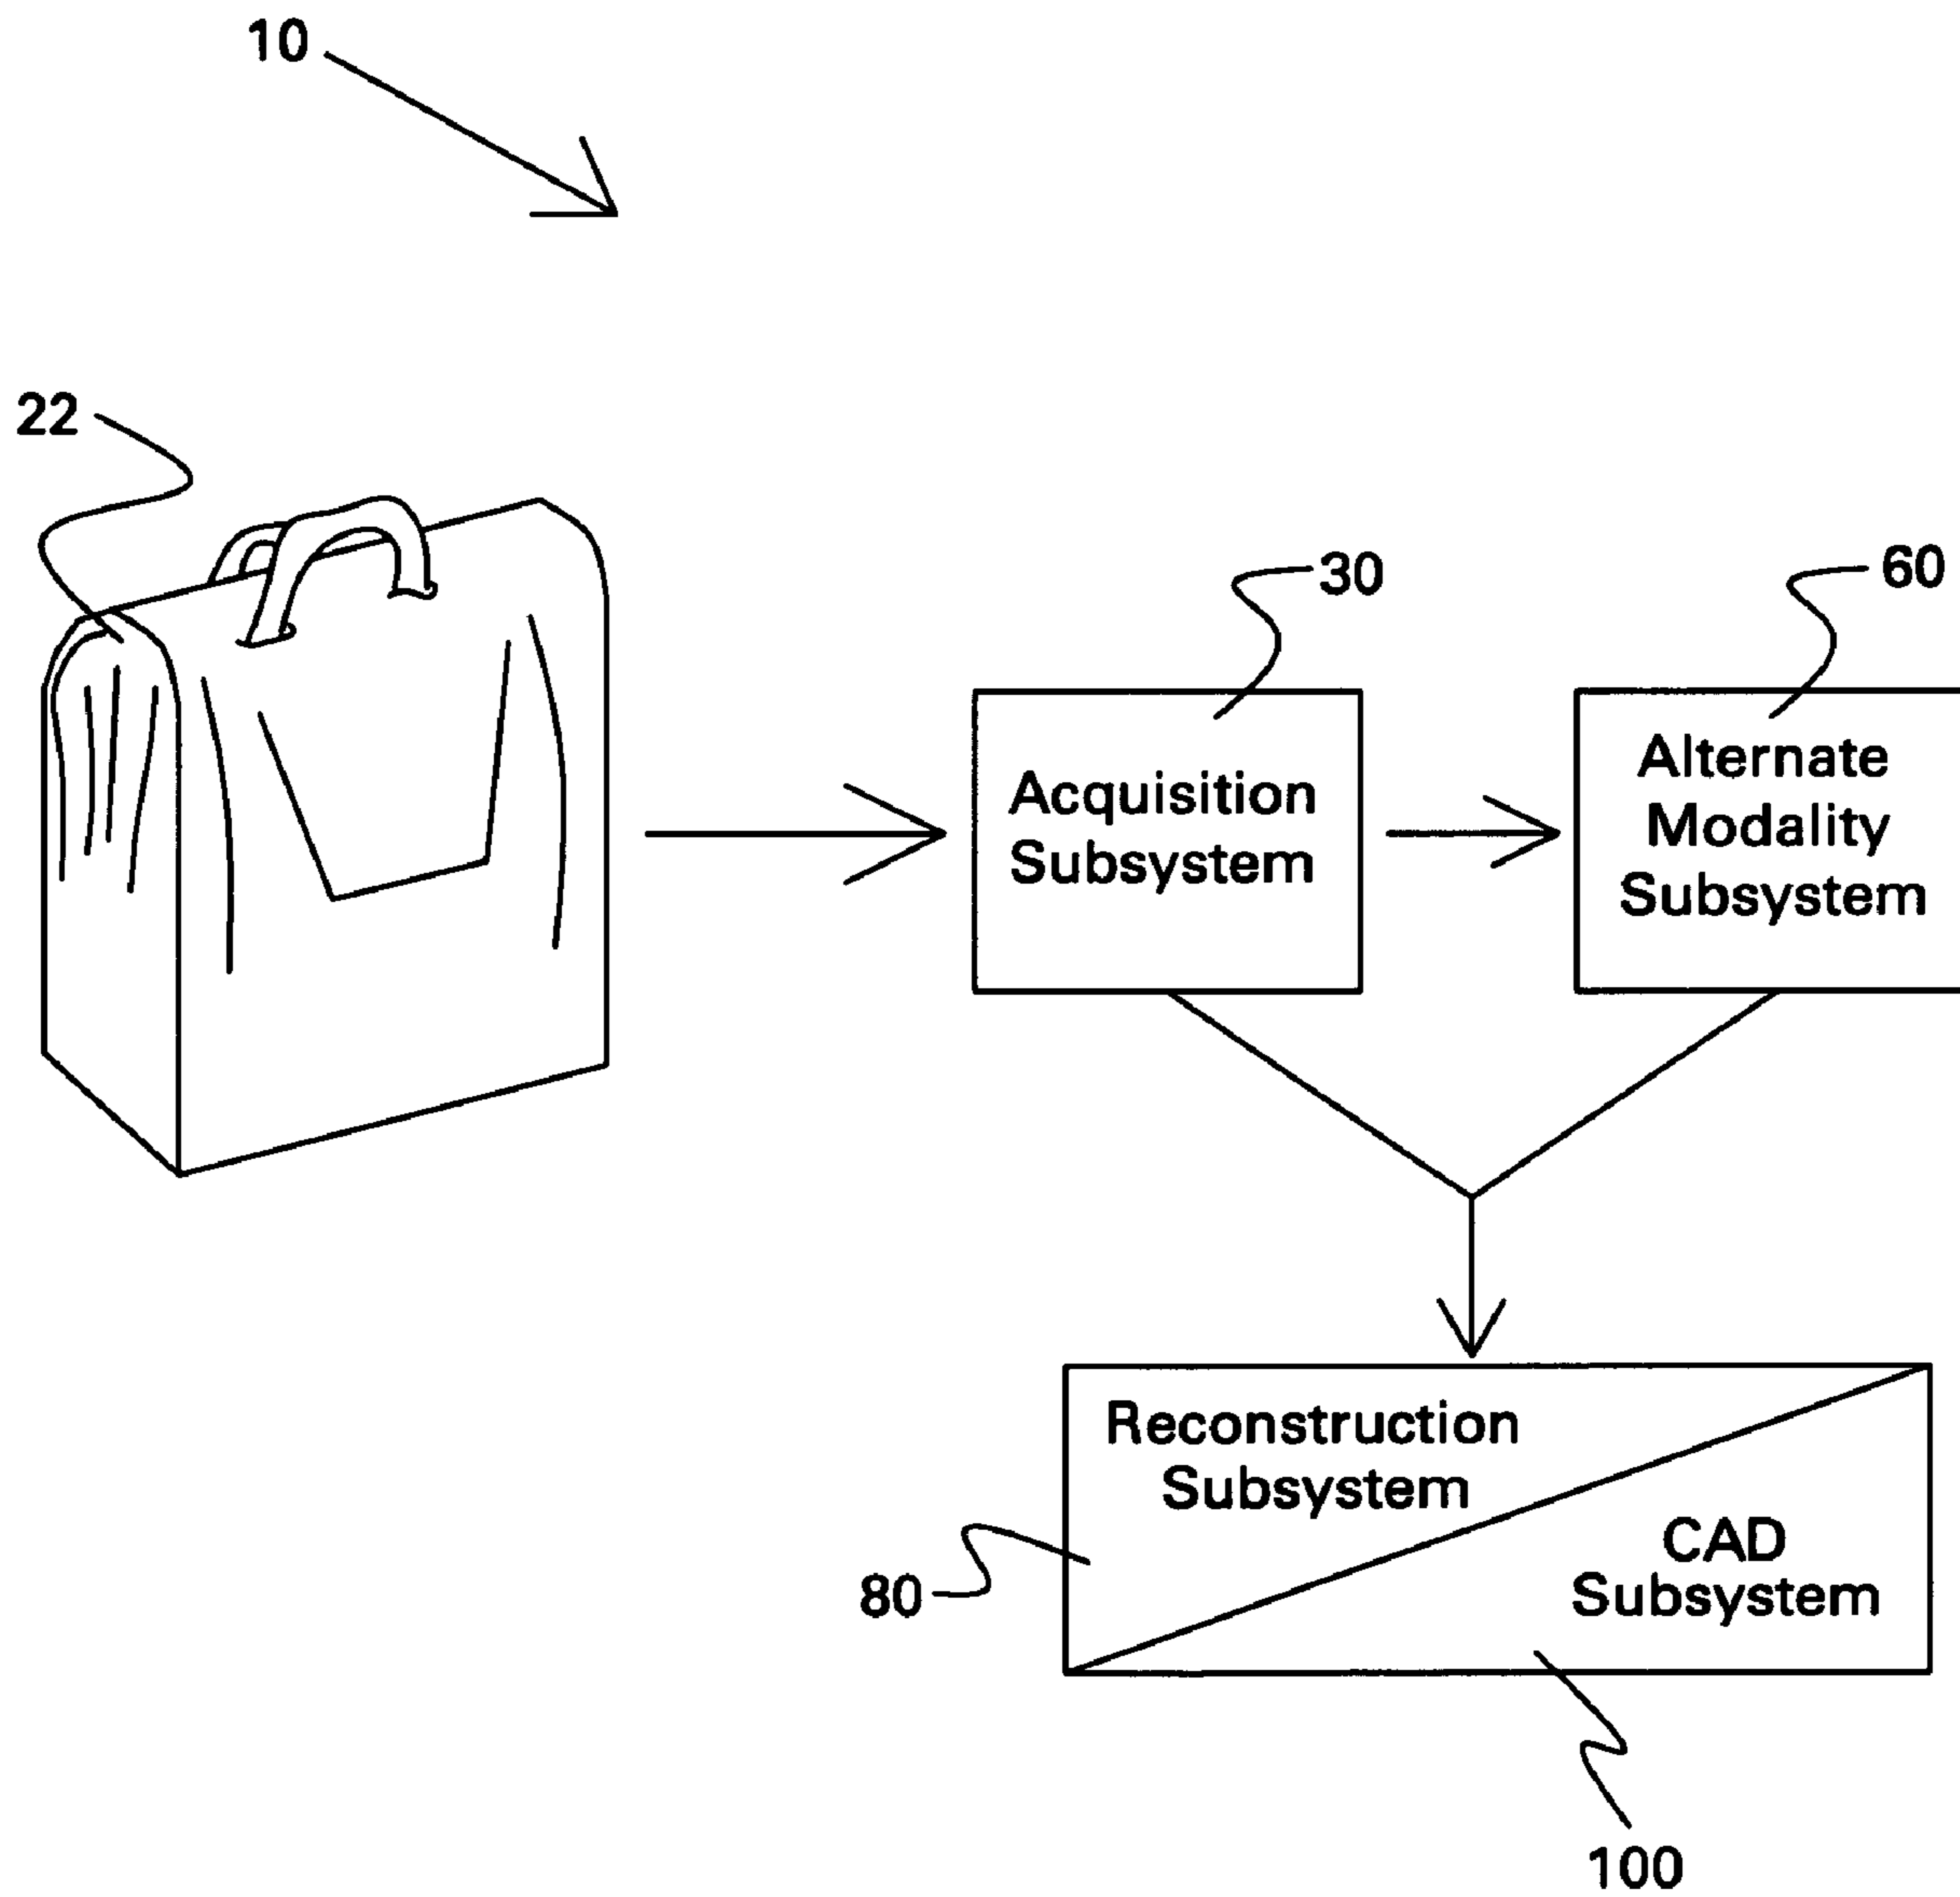 10
22
30
60
Acquisition
Subsystem
Alternate
Modality
Subsystem
Reconstruction
Subsystem
CAD
Subsystem
80
100